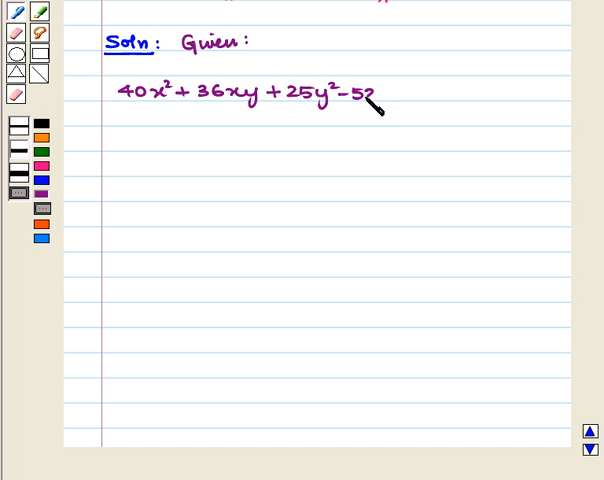 Soln: Given:
40x² + 36xy + 25y² - 52